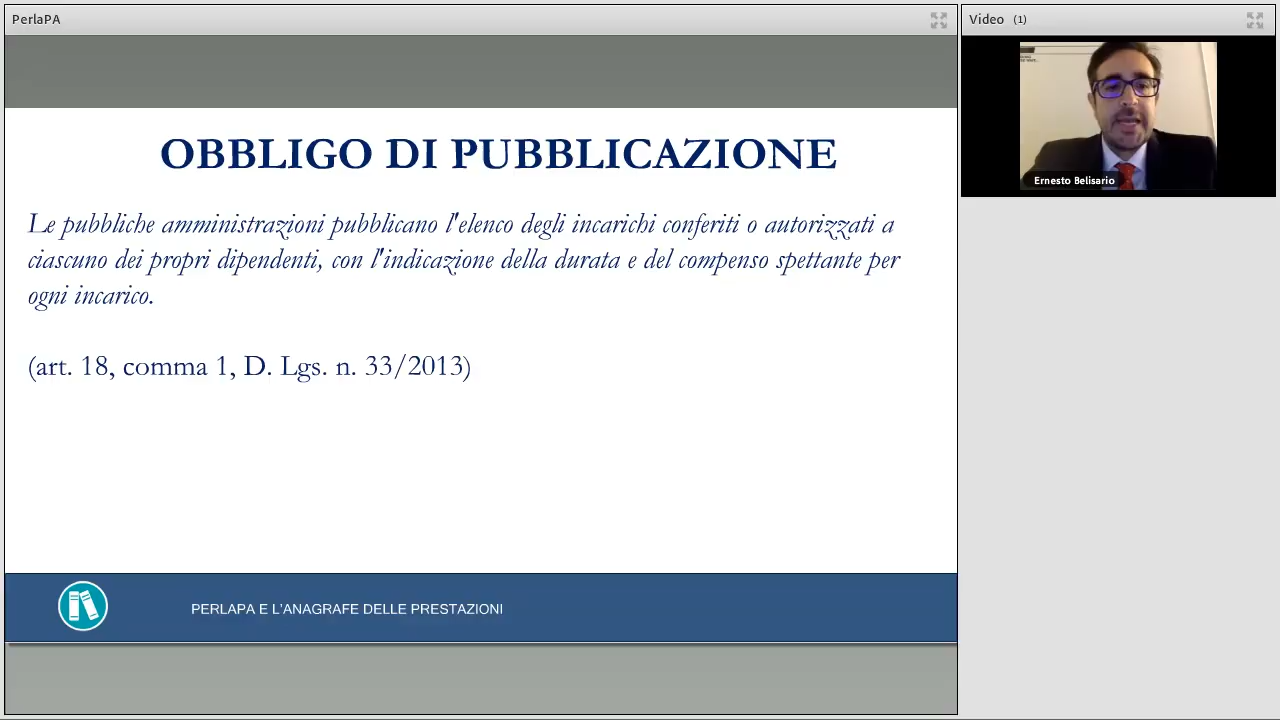 PerlaPA
Video (1)
OBBLIGO DI PUBBLICAZIONE
Le pubbliche amministrazioni pubblicano l'elenco degli incarichi conferiti o autorizzati a
ciascuno dei propri dipendenti, con l'indicazione della durata e del compenso spettante per
ogni incarico.
(art. 18, comma 1, D. Lgs. n. 33/2013)
Ernesto Belisario
PERLAPA E L'ANAGRAFE DELLE PRESTAZIONI